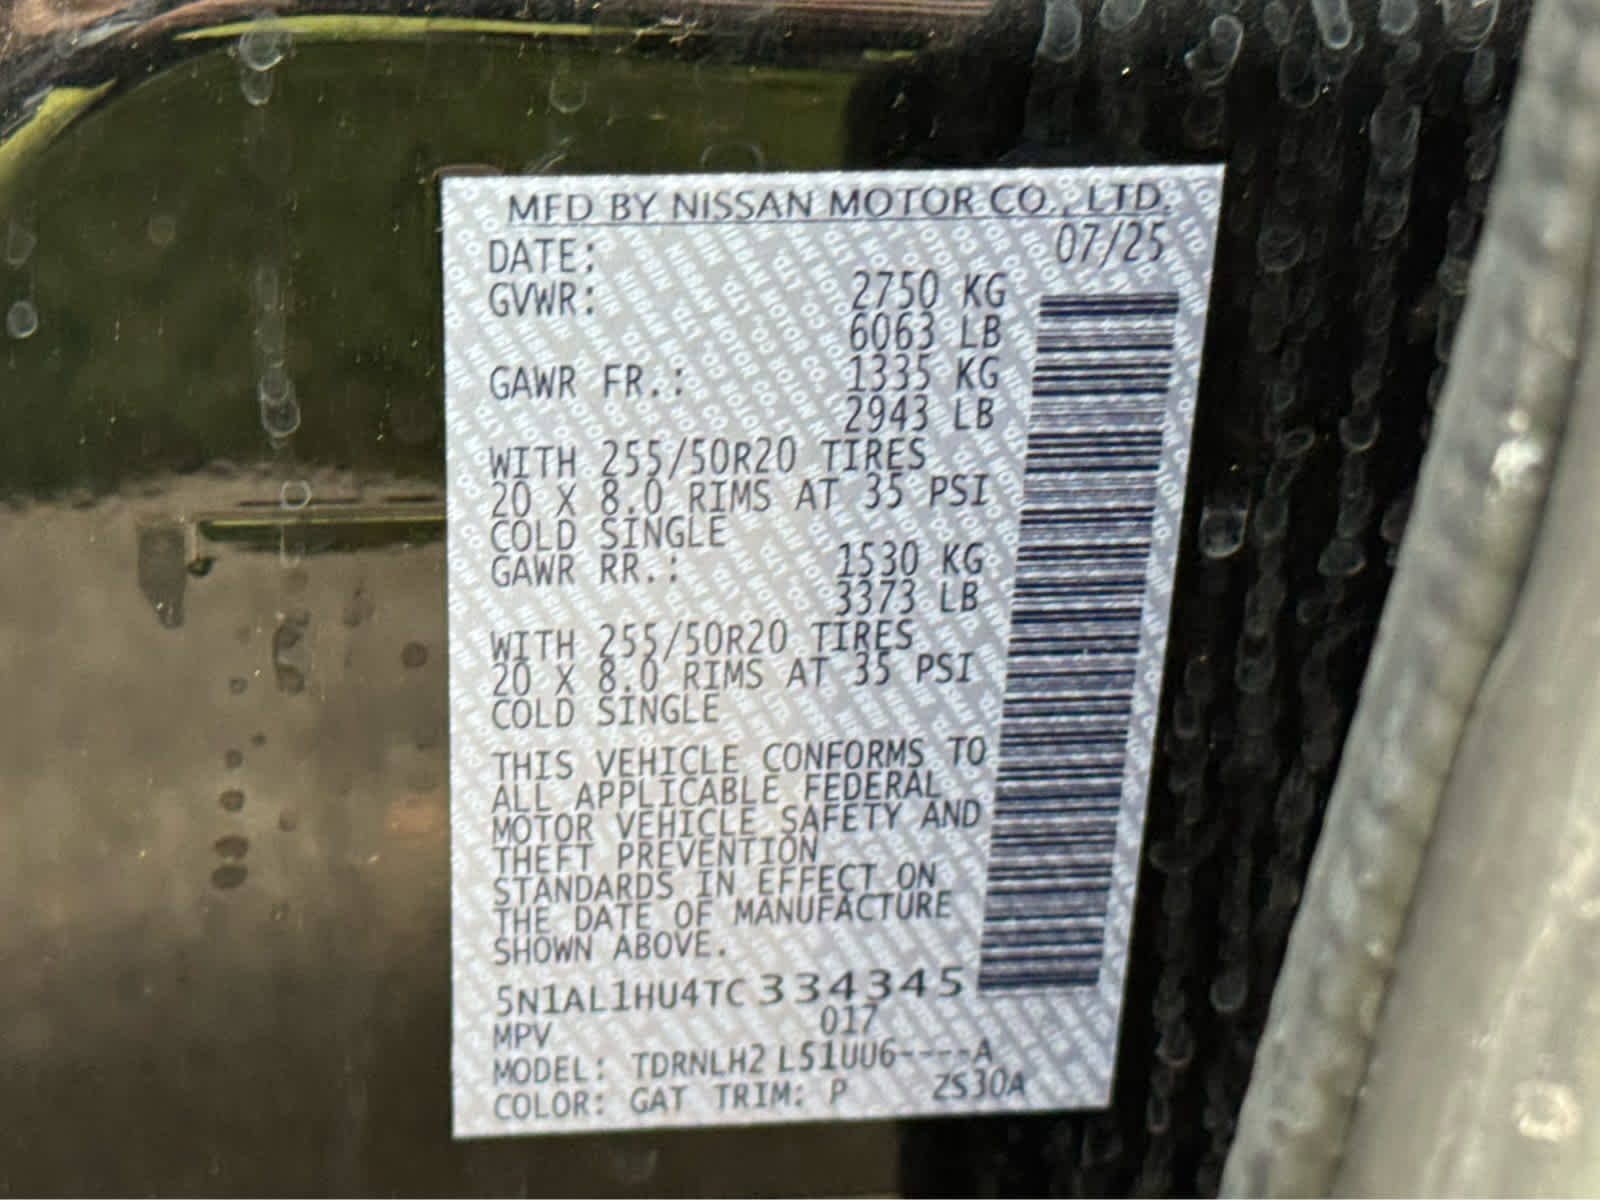 MFD BY NISSAN MOTOR CO., LTD.
DATE: 07/25
GVWR: 2750 KG
6063 LB
GAWR FR.: 1335 KG
2943 LB
WITH 255/50R20 TIRES
20 X 8.0 RIMS AT 35 PSI
COLD SINGLE
GAWR RR.: 1530 KG
3373 LB
WITH 255/50R20 TIRES
20 X 8.0 RIMS AT 35 PSI
COLD SINGLE
THIS VEHICLE CONFORMS TO
ALL APPLICABLE FEDERAL
MOTOR VEHICLE SAFETY AND
THEFT PREVENTION
STANDARDS IN EFFECT ON
THE DATE OF MANUFACTURE
SHOWN ABOVE.
5N1AL1HU4TC334345
MPV 017
MODEL: TDRNLH2 L51UU6----A
COLOR: GAT TRIM: P ZS30A